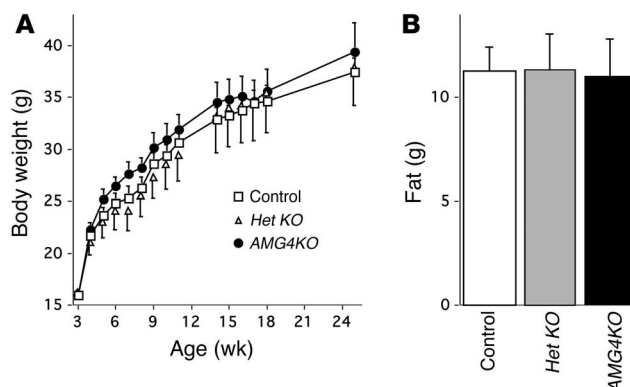 A
B
Body weight (g)
40
35
30
25
20
15
3
6
9
12
15
18
24
Age (wk)
Control
Het KO
AMG4KO
Fat (g)
10
5
0
Control
Het KO
AMG4KO